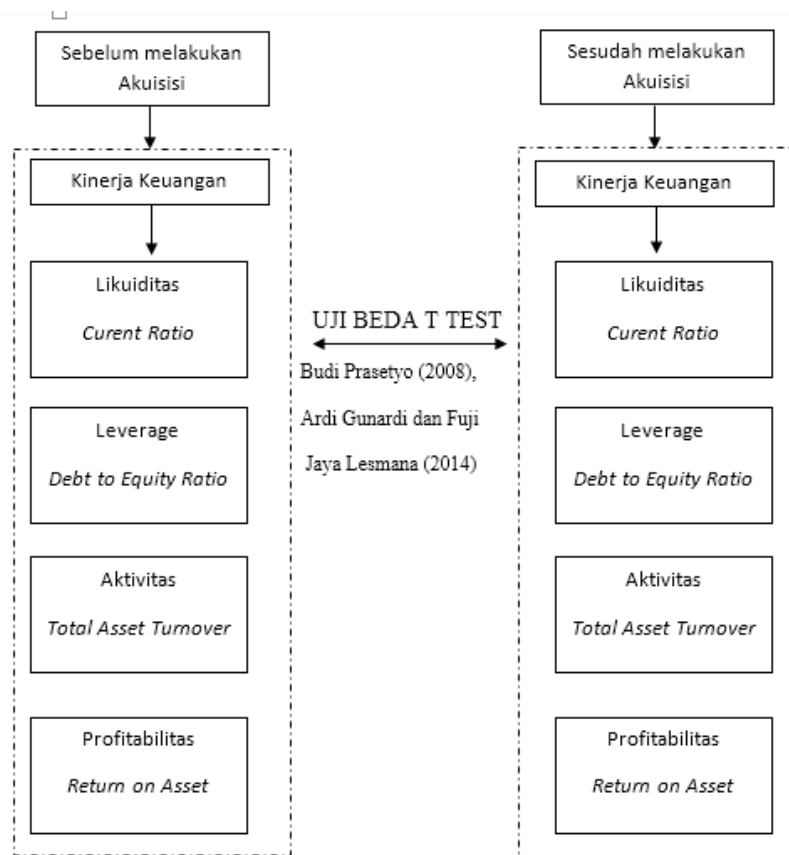 Sebelum melakukan
Akuisisi
Kinerja Keuangan
Likuiditas
Curent Ratio
Leverage
Debt to Equity Ratio
Aktivitas
Total Asset Turnover
Profitabilitas
Return on Asset
UJI BEDA T TEST
Budi Prasetyo (2008),
Ardi Gunardi dan Fuji
Jaya Lesmana (2014)
Sesudah melakukan
Akuisisi
Kinerja Keuangan
Likuiditas
Curent Ratio
Leverage
Debt to Equity Ratio
Aktivitas
Total Asset Turnover
Profitabilitas
Return on Asset